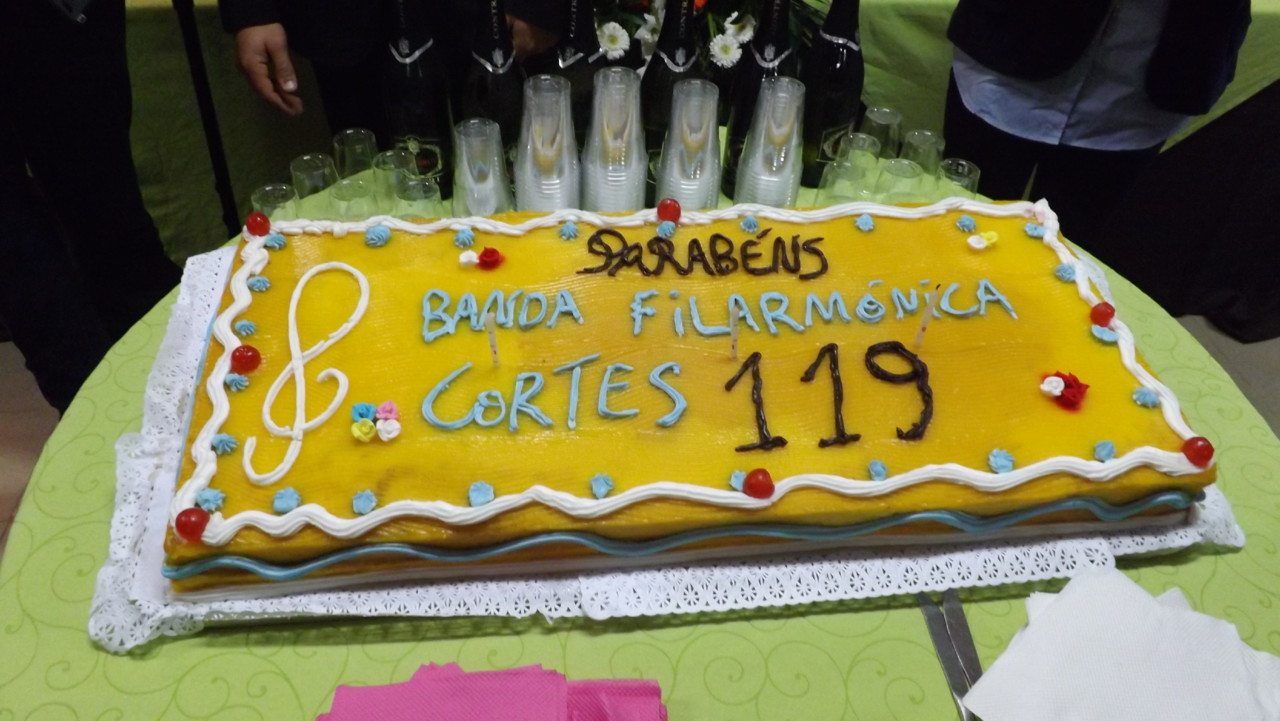 PARABÉNS
BANDA FiLARMÓNiCA
CORTES 119